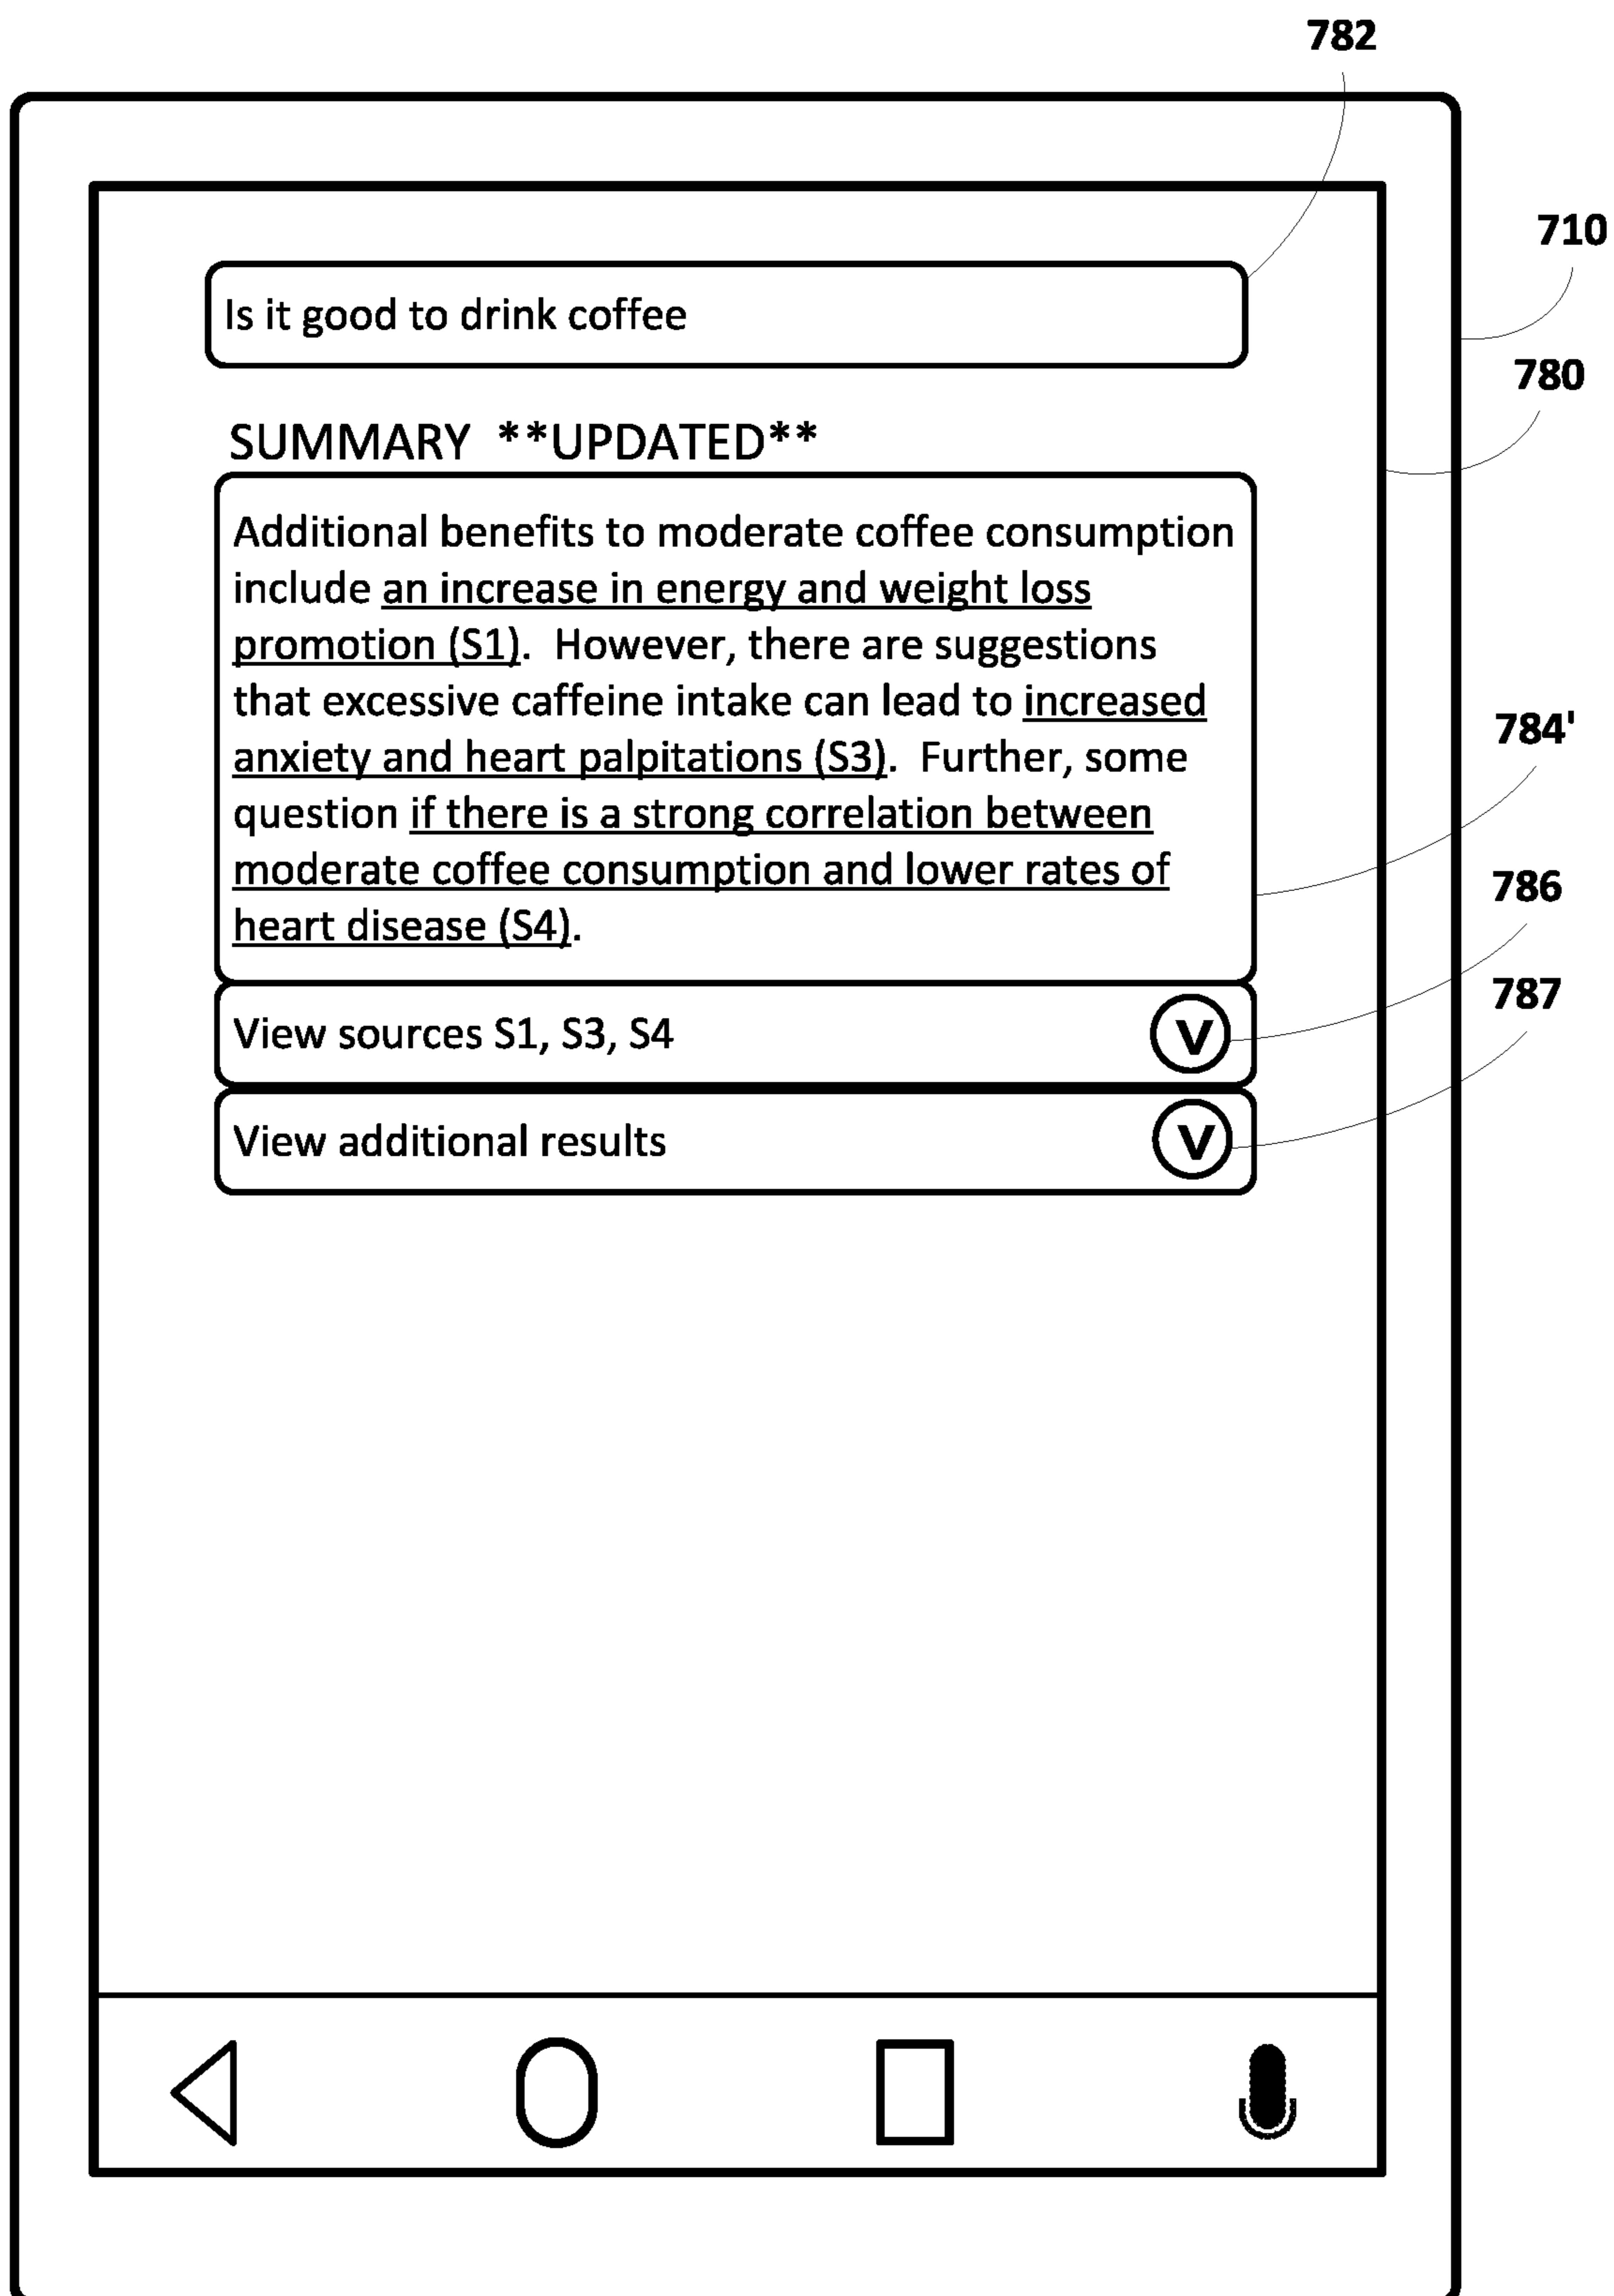 782
710
Is it good to drink coffee
780
SUMMARY **UPDATED**
Additional benefits to moderate coffee consumption
include an increase in energy and weight loss
promotion (S1). However, there are suggestions
that excessive caffeine intake can lead to increased
784'
anxiety and heart palpitations (S3). Further, some
question if there is a strong correlation between
moderate coffee consumption and lower rates of
786
heart disease (S4).
787
View sources S1, S3, S4
V
View additional results
V